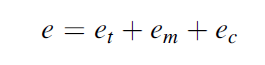 e = e_t + e_m + e_c